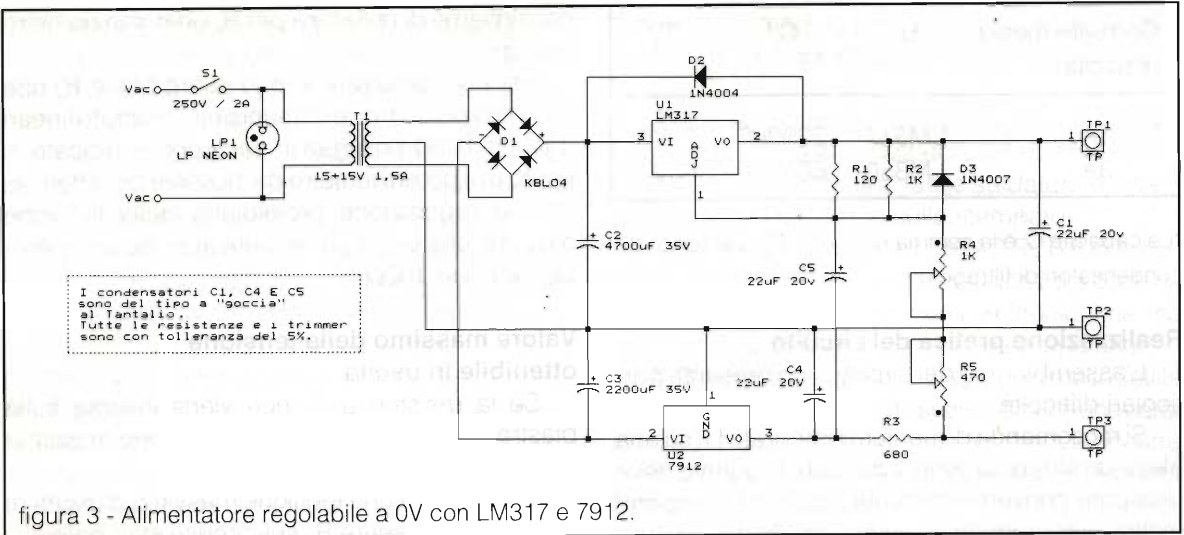 S1
Vac
250V / 2A
LP1
LP NEON
Vac
T1
15+15V 1,5A
- D1 +
KBL04
D2
1N4004
U1
LM317
3 VI VO 2
ADJ
1
R1
120
R2
1K
D3
1N4007
C1
22uF 20v
1 TP1
TP
C2
4700uF 35V
C5
22uF 20v
R4
1K
1 TP2
TP
I condensatori C1, C4 E C5
sono del tipo a "goccia"
al Tantalio.
Tutte le resistenze e i trimmer
sono con tolleranza del 5%.
C3
2200uF 35V
C4
22uF 20V
R5
470
1
GND
2 VI VO 3
U2
7912
R3
680
1 TP3
TP
figura 3 - Alimentatore regolabile a 0V con LM317 e 7912.